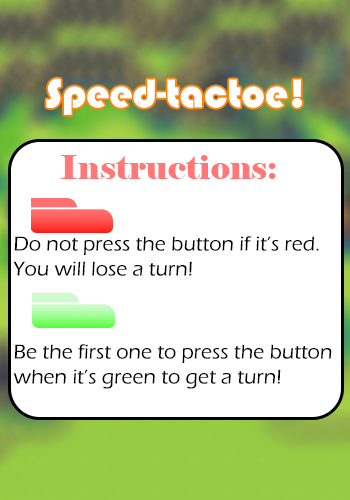 Speed-tactoe!
Instructions:
Do not press the button if it's red.
You will lose a turn!
Be the first one to press the button
when it's green to get a turn!